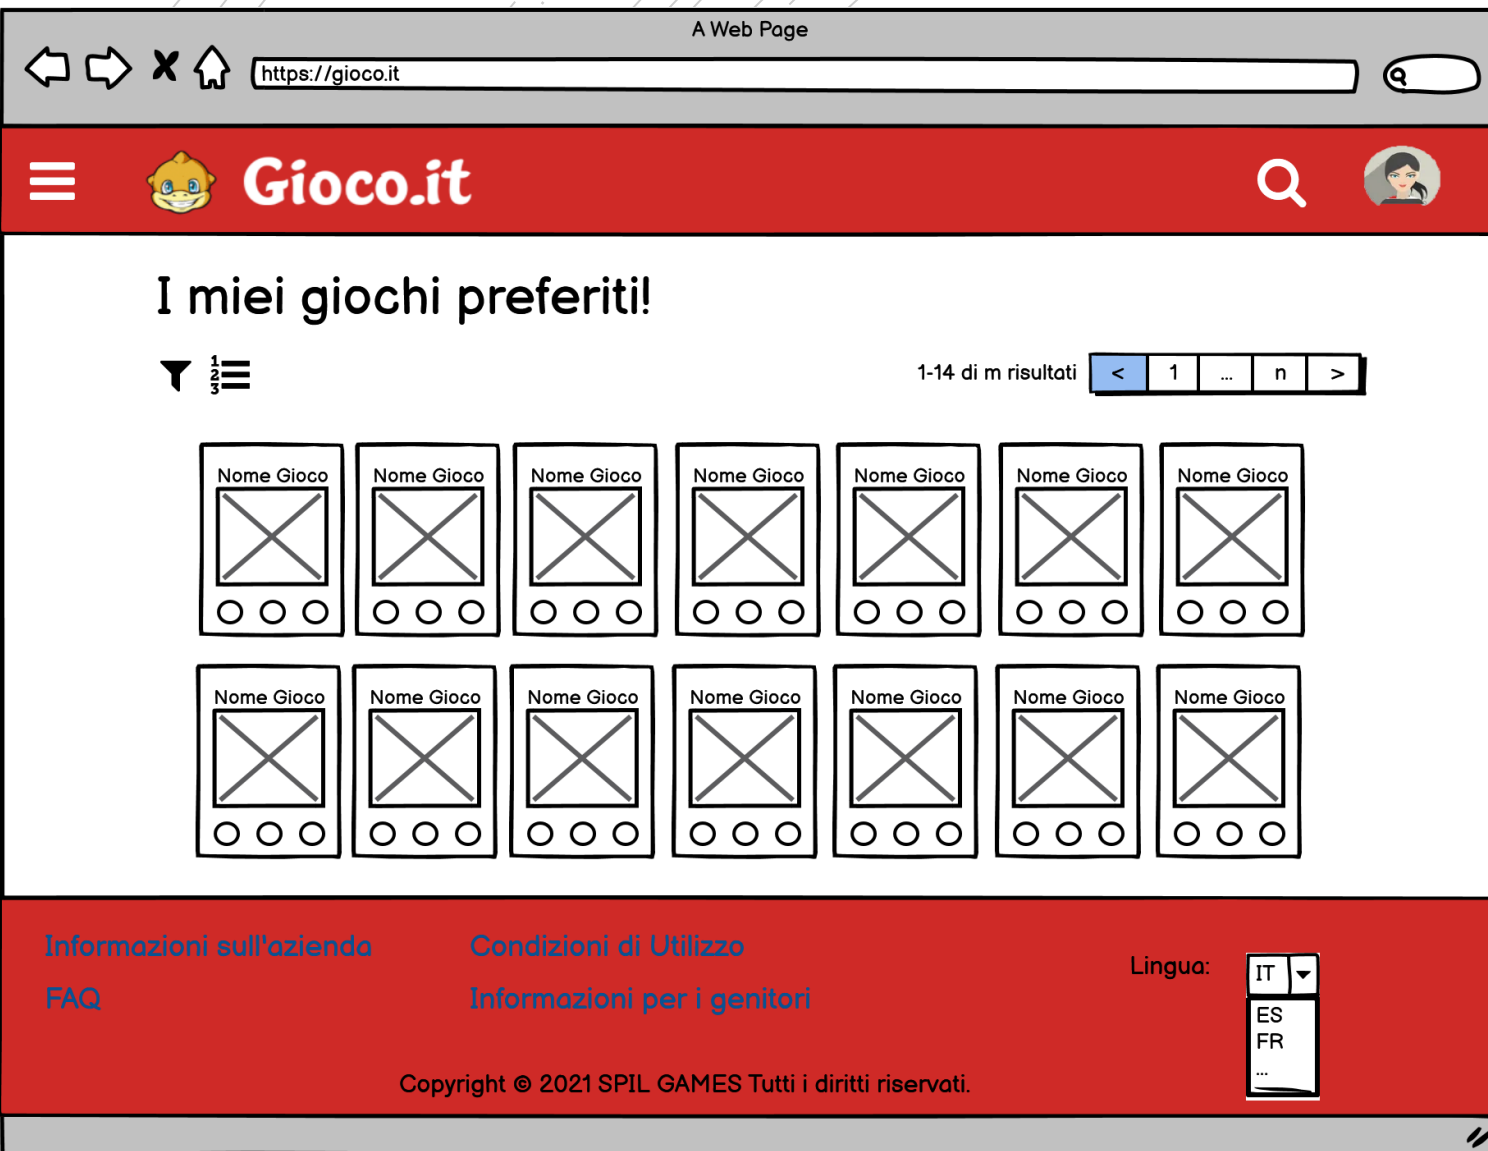 A Web Page
https://gioco.it
Gioco.it
I miei giochi preferiti!
1
2
3
1-14 di m risultati < 1 ... n >
Nome Gioco Nome Gioco Nome Gioco Nome Gioco Nome Gioco Nome Gioco Nome Gioco
Nome Gioco Nome Gioco Nome Gioco Nome Gioco Nome Gioco Nome Gioco Nome Gioco
Informazioni sull'azienda Condizioni di Utilizzo
Lingua: IT
FAQ Informazioni per i genitori
ES
FR
...
Copyright © 2021 SPIL GAMES Tutti i diritti riservati.